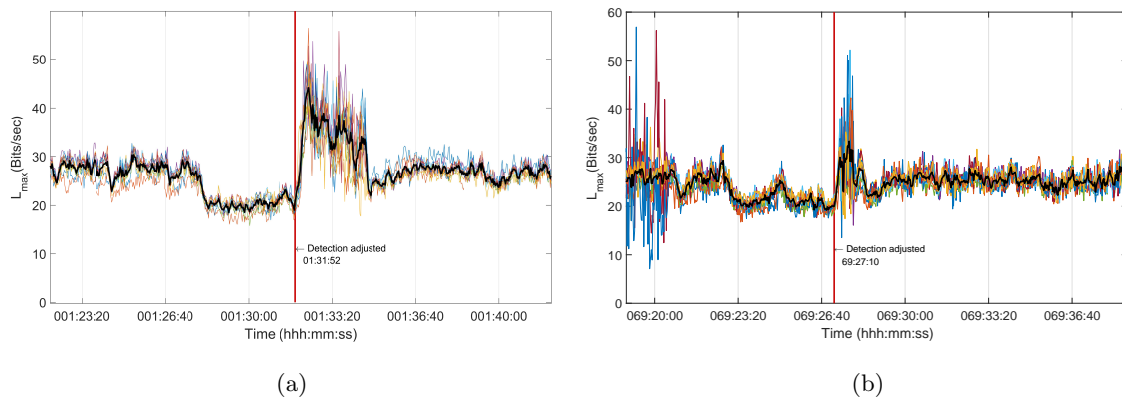 60
50
50
40
40
30
30
20
20
10
10
0
0
L_max(Bits/sec)
L_max(Bits/sec)
← Detection adjusted
01:31:52
← Detection adjusted
69:27:10
001:23:20 001:26:40 001:30:00 001:33:20 001:36:40 001:40:00
069:20:00 069:23:20 069:26:40 069:30:00 069:33:20 069:36:40
Time (hhh:mm:ss)
Time (hhh:mm:ss)
(a)
(b)